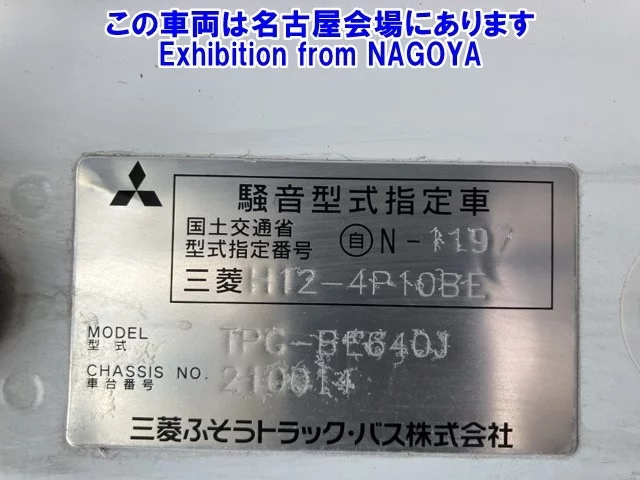 この車両は名古屋会場にあります
Exhibition from NAGOYA
騒音型式指定車
国土交通省
型式指定番号 自 N-1197
三菱 H12-4P10BE
MODEL
型式 TPG-BE640J
CHASSIS NO.
車台番号 210014
三菱ふそうトラック・バス株式会社